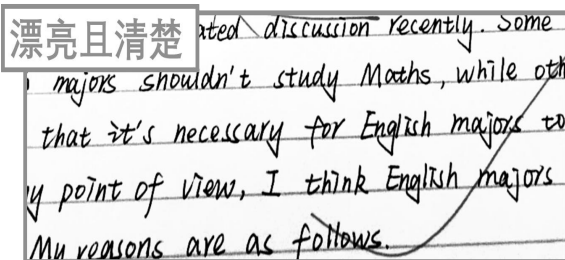 漂亮且清楚
ated discussion recently. Some
majors shouldn't study Maths, while oth
that it's necessary for English majors to
y point of view, I think English majors
My reasons are as follows.